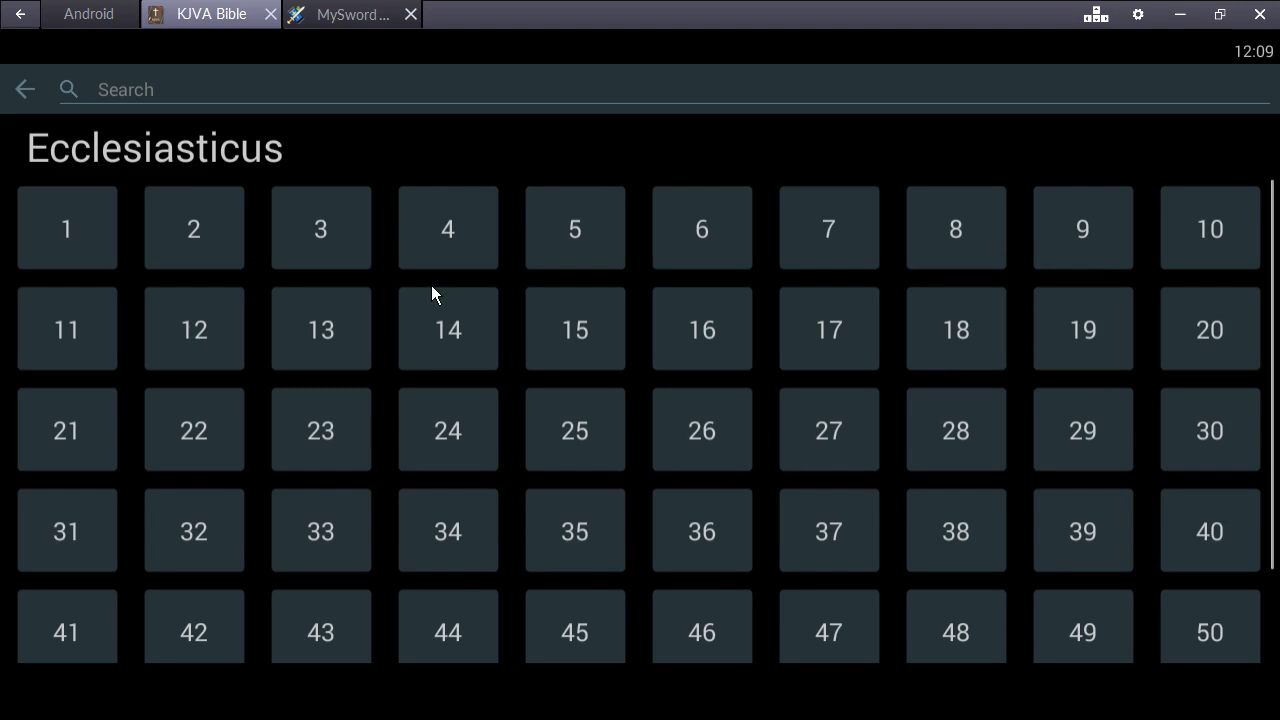 Android KJVA Bible MySword ...
12:09
Search
Ecclesiasticus
1 2 3 4 5 6 7 8 9 10
11 12 13 14 15 16 17 18 19 20
21 22 23 24 25 26 27 28 29 30
31 32 33 34 35 36 37 38 39 40
41 42 43 44 45 46 47 48 49 50